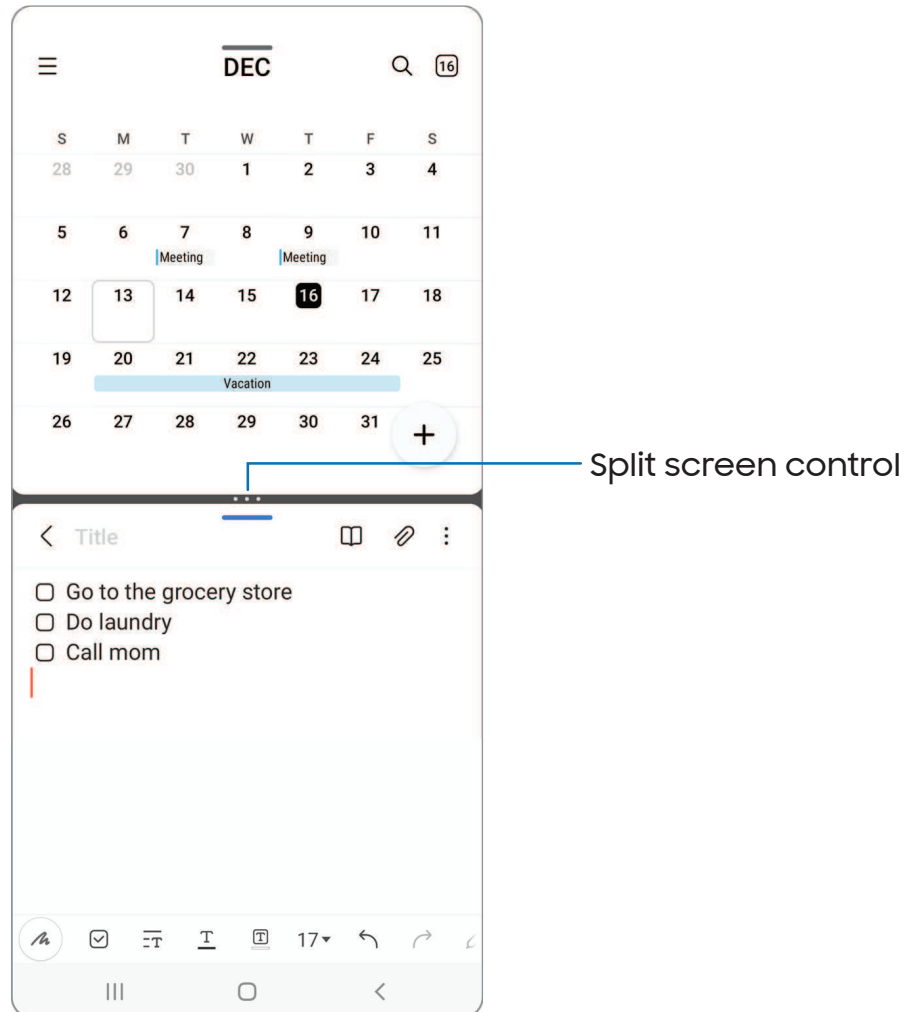 DEC
16
S M T W T F S
28 29 30 1 2 3 4
5 6 7 8 9 10 11
Meeting Meeting
12 13 14 15 16 17 18
19 20 21 22 23 24 25
Vacation
26 27 28 29 30 31
Split screen control
Title
Go to the grocery store
Do laundry
Call mom
T T T 17